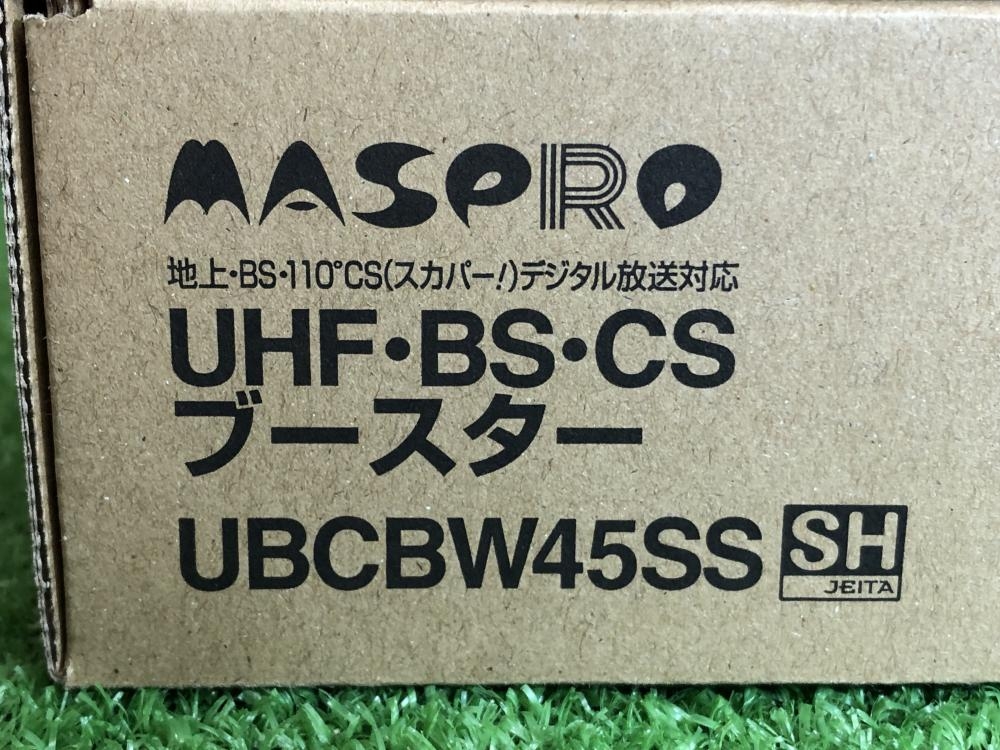 MASPRO
地上・BS・110°CS(スカパー!)デジタル放送対応
UHF・BS・CS
ブースター
UBCBW45SS SH
JEITA